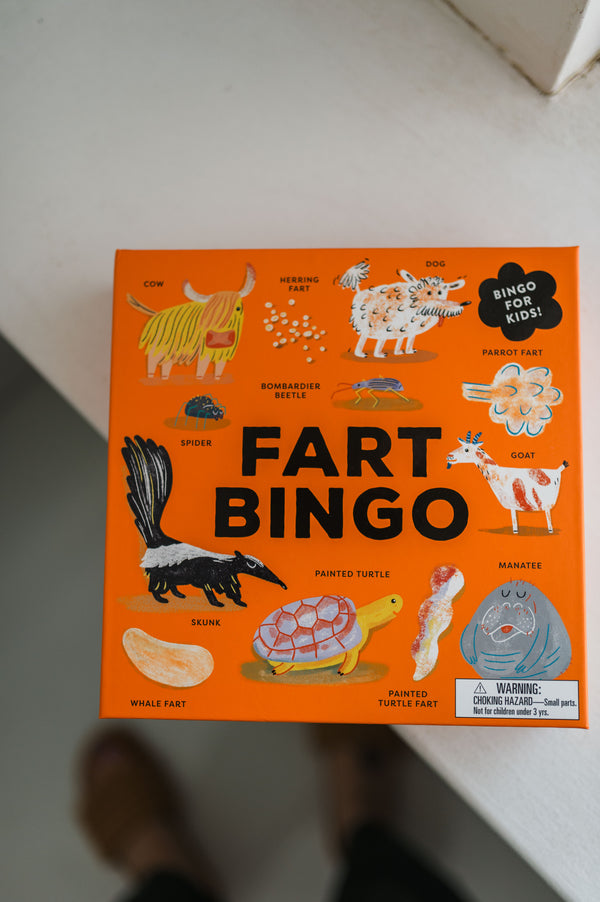 COW
HERRING
FART
DOG
BINGO
FOR
KIDS!
PARROT FART
BOMBARDIER
BEETLE
SPIDER
FART
BINGO
GOAT
SKUNK
PAINTED TURTLE
MANATEE
WHALE FART
PAINTED
TURTLE FART
WARNING:
CHOKING HAZARD—Small parts.
Not for children under 3 yrs.